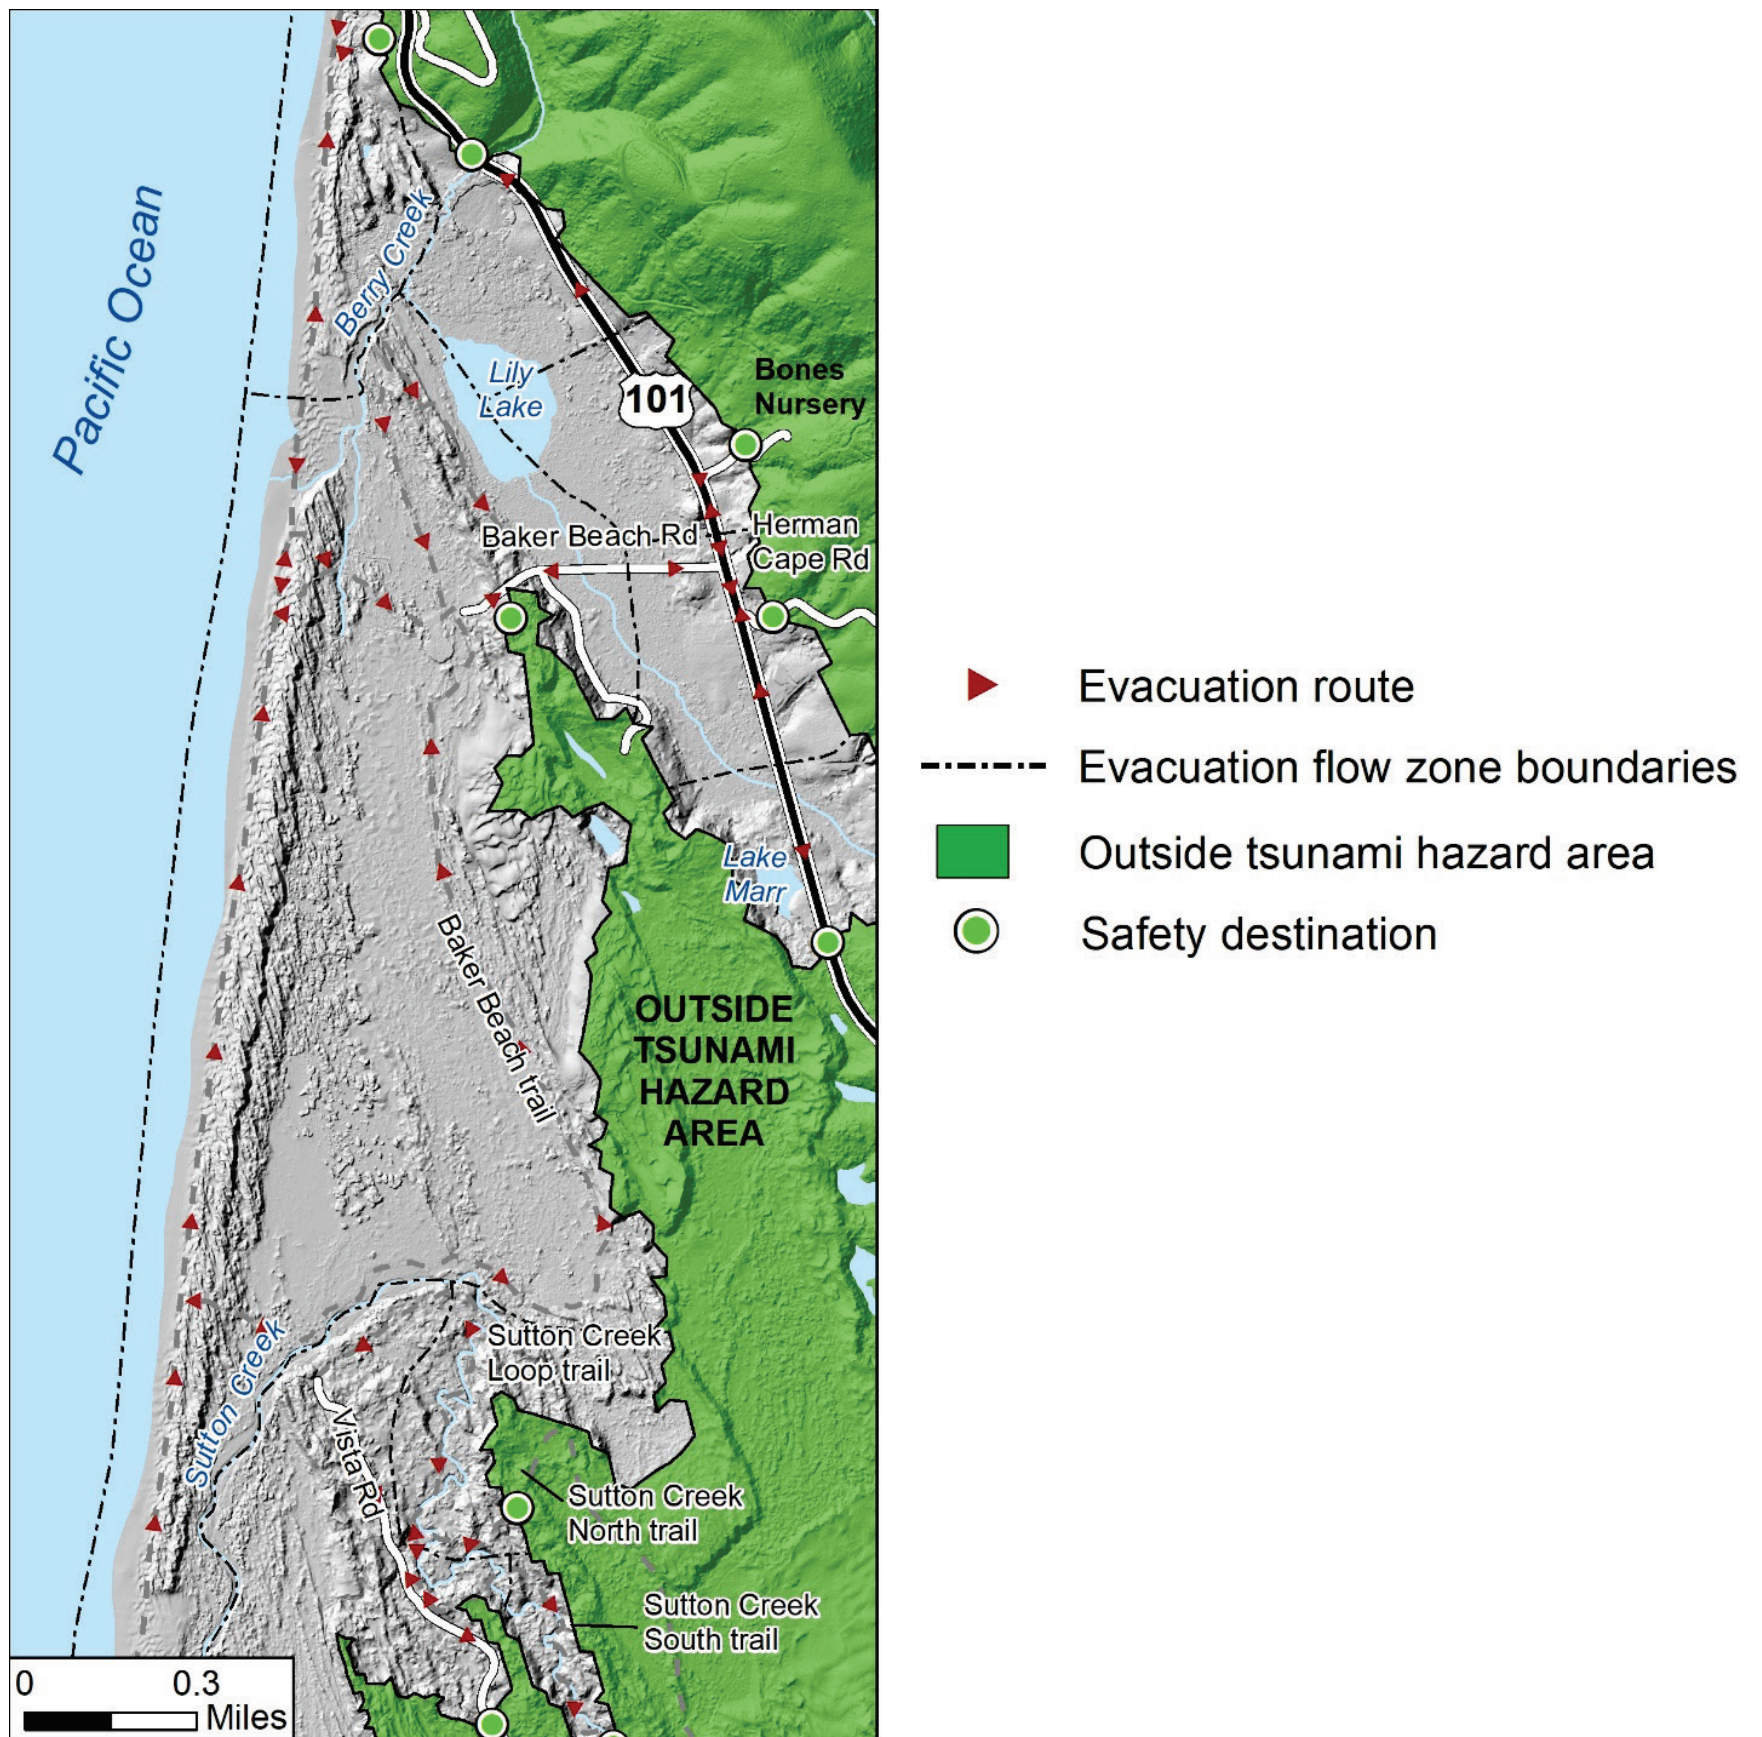 Pacific Ocean
Berry Creek
Lily
Lake
101
Bones
Nursery
Baker Beach Rd
Herman
Cape Rd
Lake
Marr
Baker Beach trail
OUTSIDE
TSUNAMI
HAZARD
AREA
Sutton Creek
Sutton Creek
Loop trail
Vista Rd
Sutton Creek
North trail
Sutton Creek
South trail
0 0.3
Miles
Evacuation route
Evacuation flow zone boundaries
Outside tsunami hazard area
Safety destination